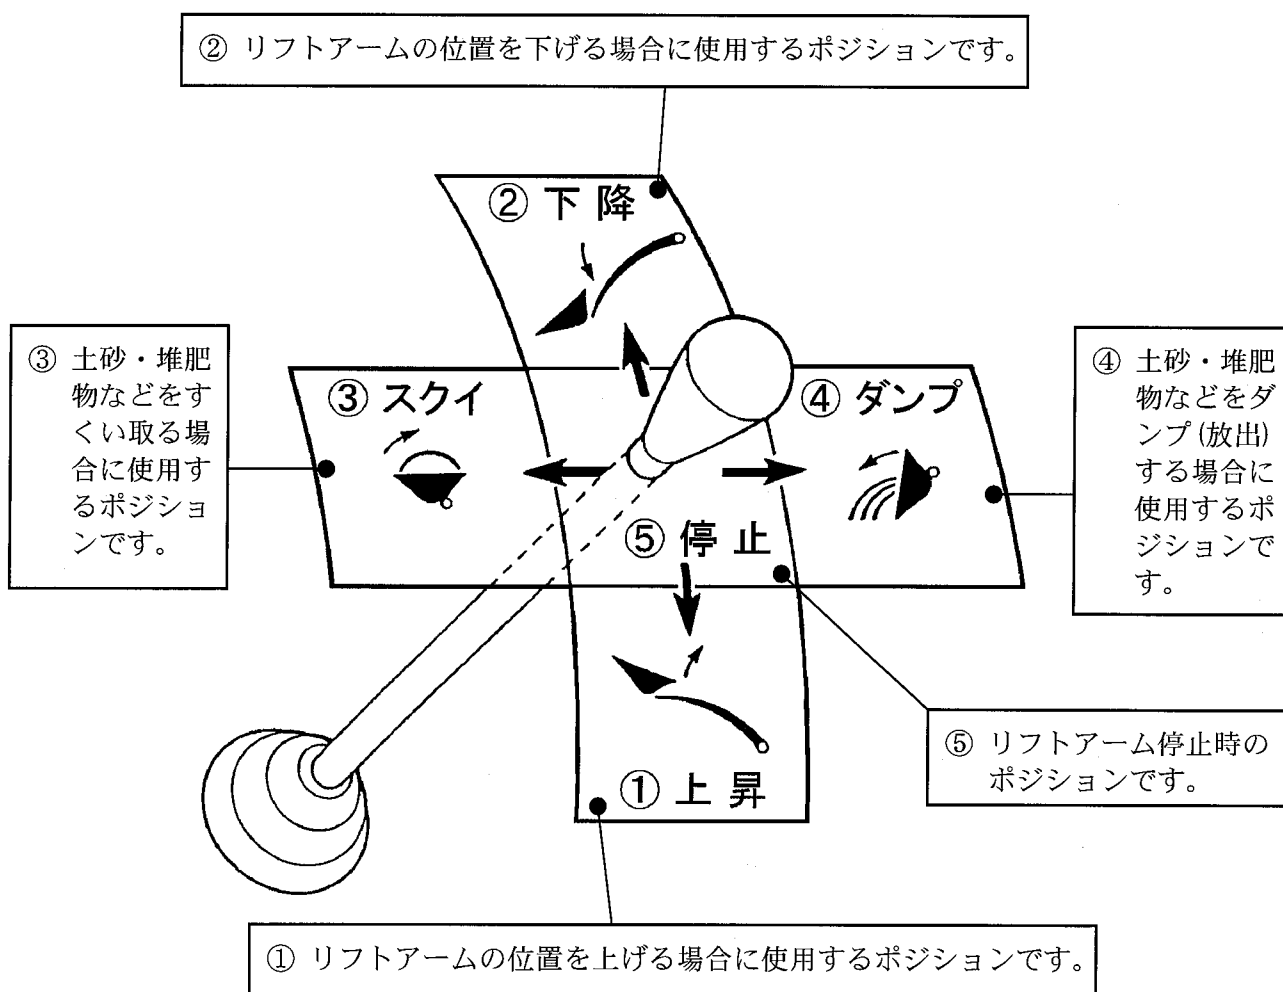 ② リフトアームの位置を下げる場合に使用するポジションです。
② 下降
③ 土砂・堆肥
物などをす
くい取る場
合に使用す
るポジショ
ンです。
③ スクイ
④ ダンプ
④ 土砂・堆肥
物などをダ
ンプ(放出)
する場合に
使用するポ
ジションで
す。
⑤ 停止
⑤ リフトアーム停止時の
ポジションです。
① 上昇
① リフトアームの位置を上げる場合に使用するポジションです。